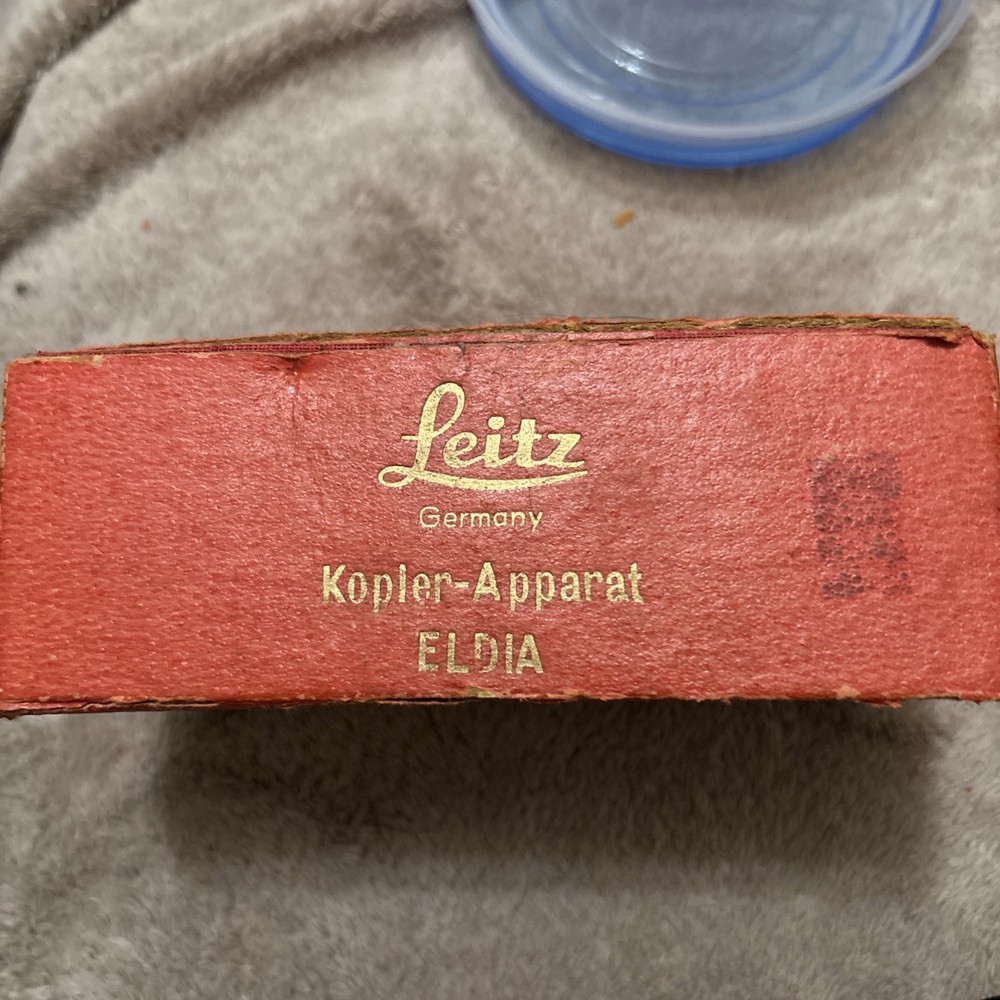 Leitz
Germany
Kopier-Apparat
ELDIA